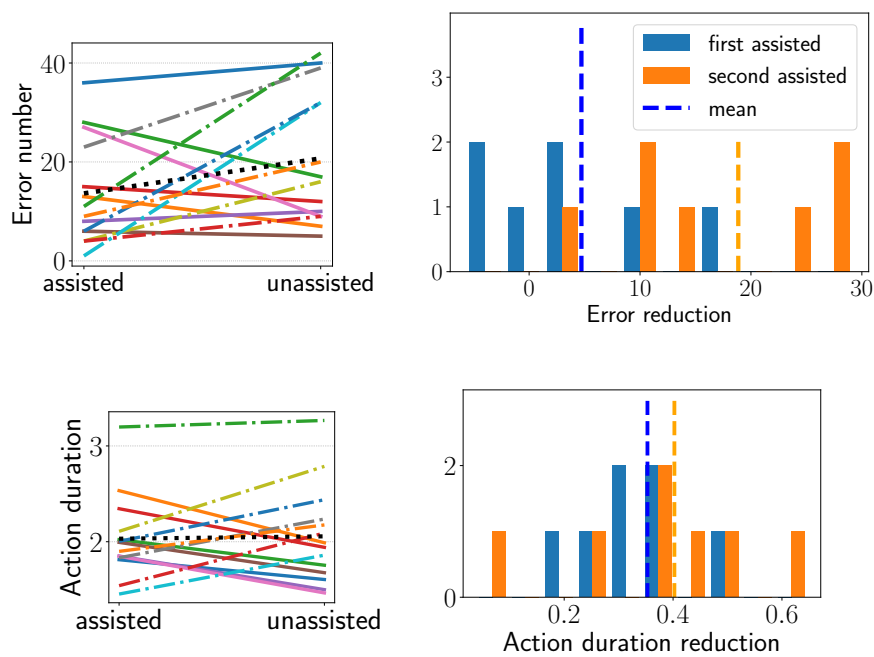 Error number
40
20
0
assisted
unassisted
3
2
1
0
first assisted
second assisted
mean
0
10
20
30
Error reduction
Action duration
3
2
assisted
unassisted
2
1
0
0.2
0.4
0.6
Action duration reduction